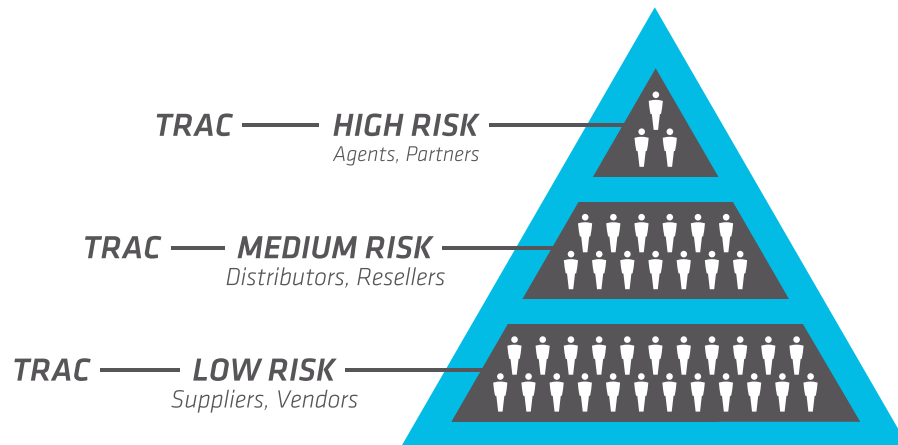 TRAC HIGH RISK
Agents, Partners
TRAC MEDIUM RISK
Distributors, Resellers
TRAC LOW RISK
Suppliers, Vendors